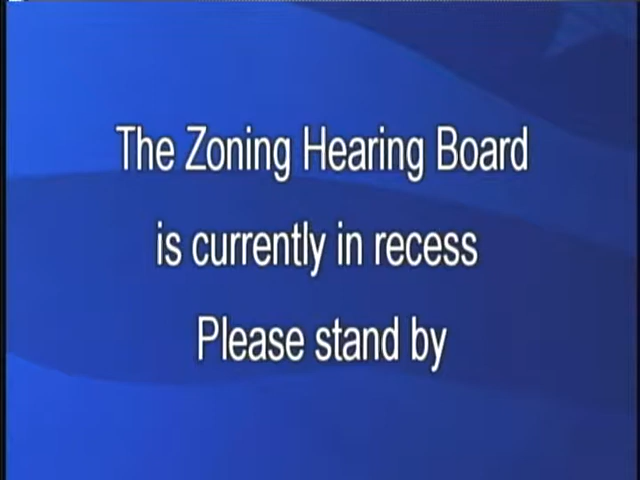 The Zoning Hearing Board
is currently in recess
Please stand by